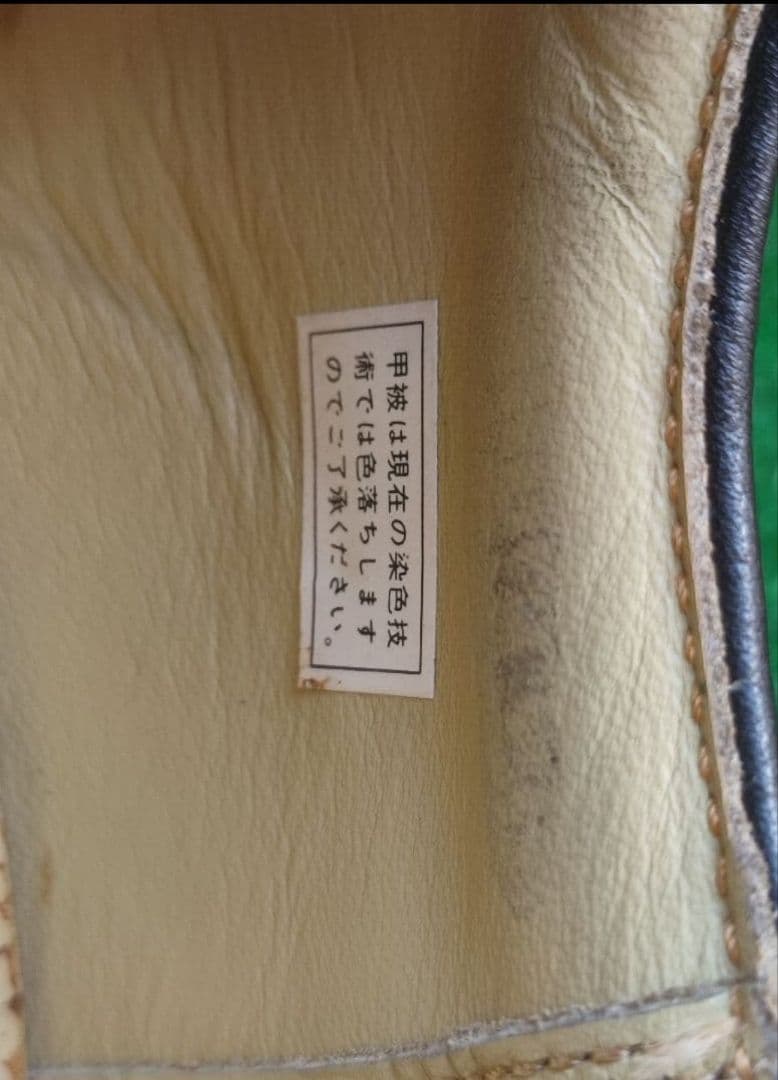 甲被は現在の染色技
術では色落ちします
のでご了承ください。